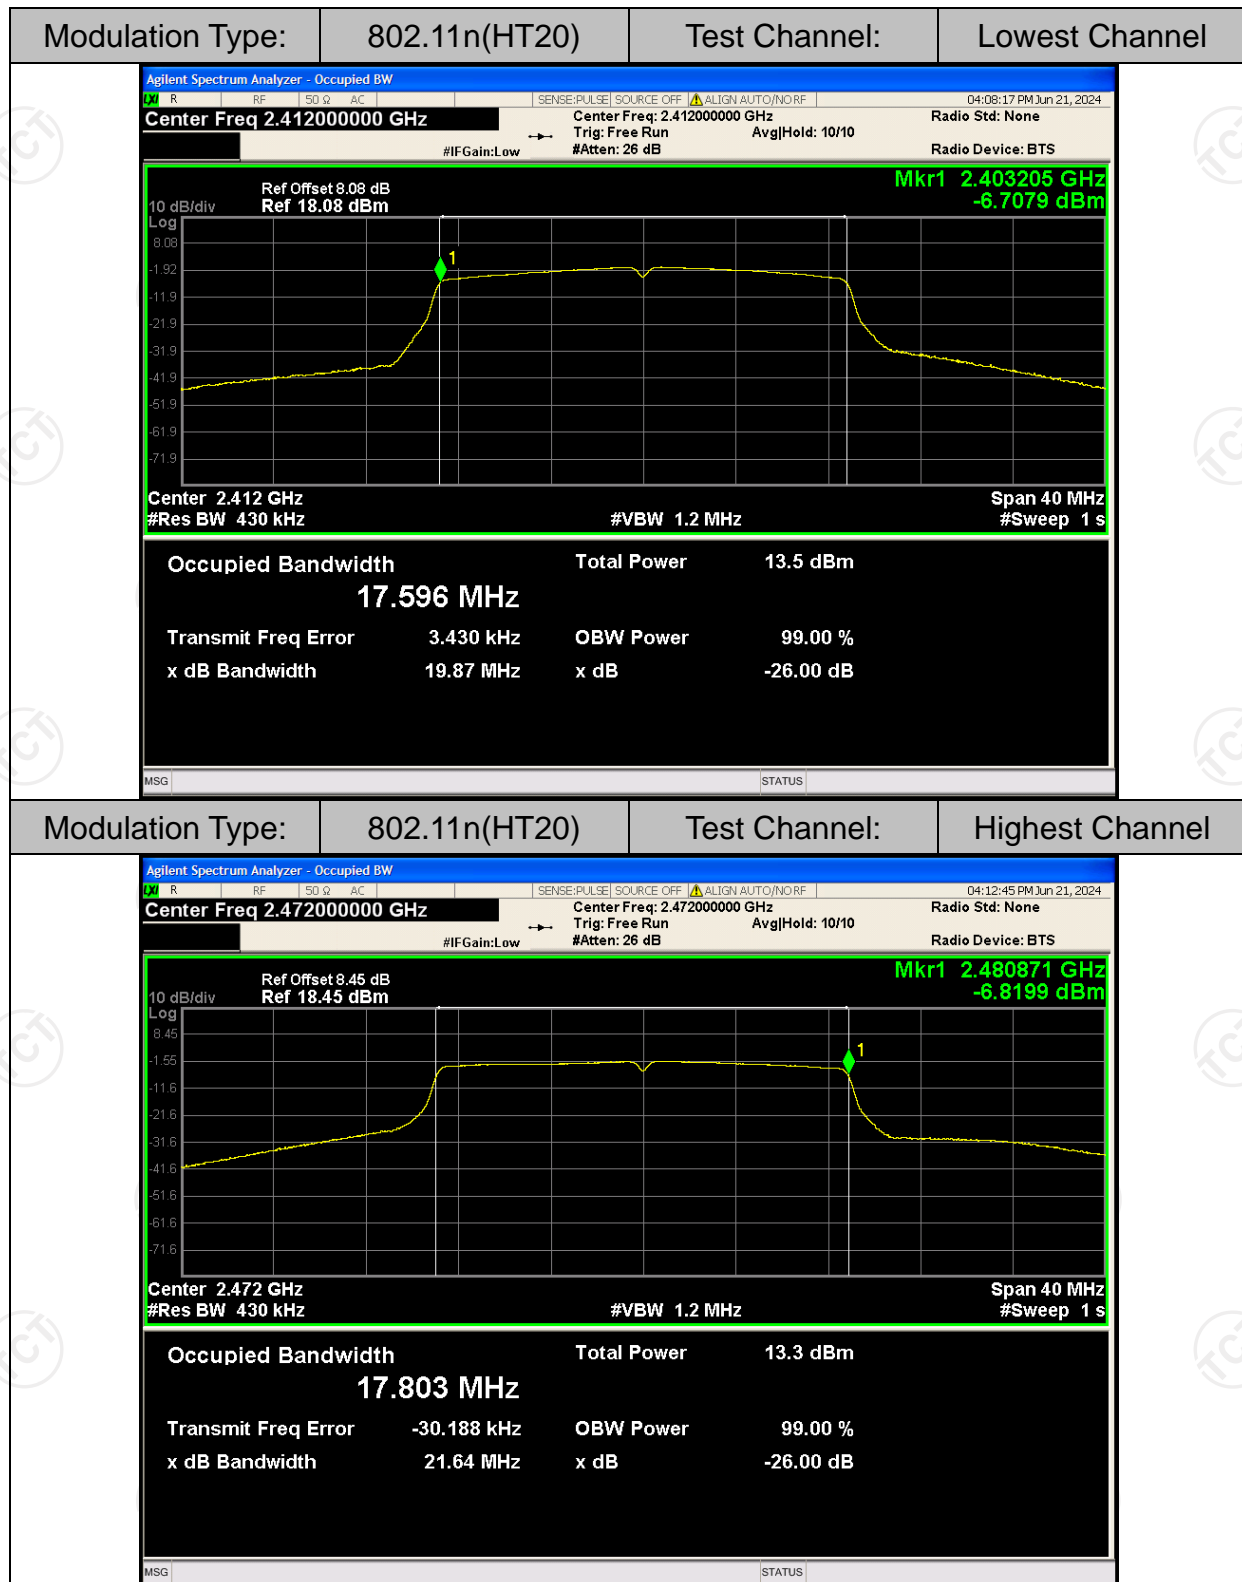 Modulation Type: 802.11n(HT20) Test Channel: Lowest Channel
Agilent Spectrum Analyzer - Occupied BW
LXI R RF 50 Ω AC SENSE:PULSE SOURCE OFF ALIGN AUTO/NO RF 04:08:17 PM Jun 21, 2024
Center Freq 2.412000000 GHz Center Freq: 2.412000000 GHz Radio Std: None
Trig: Free Run Avg|Hold: 10/10
#IFGain:Low #Atten: 26 dB Radio Device: BTS
Mkr1 2.403205 GHz
Ref Offset 8.08 dB -6.7079 dBm
10 dB/div Ref 18.08 dBm
Log
8.08
1
-1.92
-11.9
-21.9
-31.9
-41.9
-51.9
-61.9
-71.9
Center 2.412 GHz Span 40 MHz
#Res BW 430 kHz #VBW 1.2 MHz #Sweep 1 s
Occupied Bandwidth Total Power 13.5 dBm
17.596 MHz
Transmit Freq Error 3.430 kHz OBW Power 99.00 %
x dB Bandwidth 19.87 MHz x dB -26.00 dB
MSG STATUS
Modulation Type: 802.11n(HT20) Test Channel: Highest Channel
Agilent Spectrum Analyzer - Occupied BW
LXI R RF 50 Ω AC SENSE:PULSE SOURCE OFF ALIGN AUTO/NO RF 04:12:45 PM Jun 21, 2024
Center Freq 2.472000000 GHz Center Freq: 2.472000000 GHz Radio Std: None
Trig: Free Run Avg|Hold: 10/10
#IFGain:Low #Atten: 26 dB Radio Device: BTS
Mkr1 2.480871 GHz
Ref Offset 8.45 dB -6.8199 dBm
10 dB/div Ref 18.45 dBm
Log
8.45
1
-1.55
-11.6
-21.6
-31.6
-41.6
-51.6
-61.6
-71.6
Center 2.472 GHz Span 40 MHz
#Res BW 430 kHz #VBW 1.2 MHz #Sweep 1 s
Occupied Bandwidth Total Power 13.3 dBm
17.803 MHz
Transmit Freq Error -30.188 kHz OBW Power 99.00 %
x dB Bandwidth 21.64 MHz x dB -26.00 dB
MSG STATUS
TCT
TCT
TCT
TCT
TCT
TCT
TCT
TCT
TCT
TCT